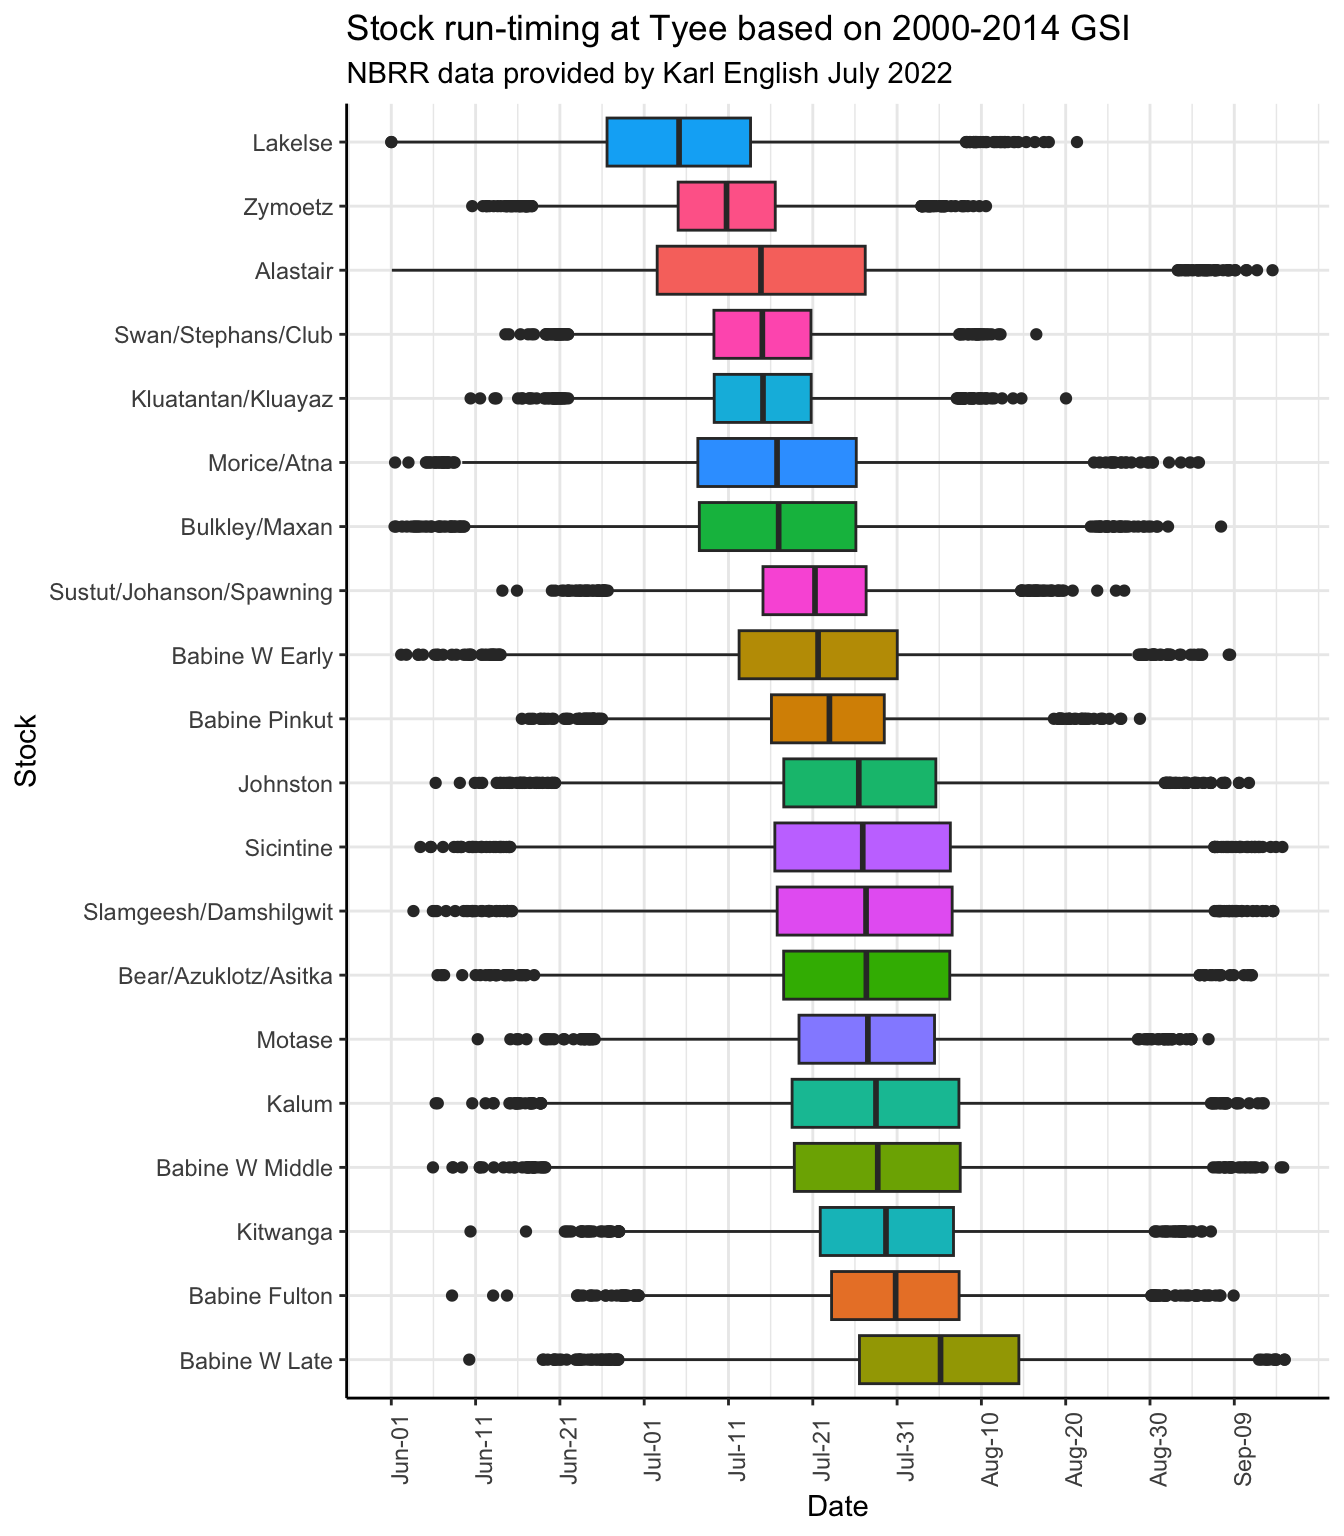 Stock run-timing at Tyee based on 2000-2014 GSI
NBRR data provided by Karl English July 2022
Stock
Lakelse
Zymoetz
Alastair
Swan/Stephans/Club
Kluatantan/Kluayaz
Morice/Atna
Bulkley/Maxan
Sustut/Johanson/Spawning
Babine W Early
Babine Pinkut
Johnston
Sicintine
Slamgeesh/Damshilgwit
Bear/Azuklotz/Asitka
Motase
Kalum
Babine W Middle
Kitwanga
Babine Fulton
Babine W Late
Jun-01
Jun-11
Jun-21
Jul-01
Jul-11
Jul-21
Jul-31
Aug-10
Aug-20
Aug-30
Sep-09
Date